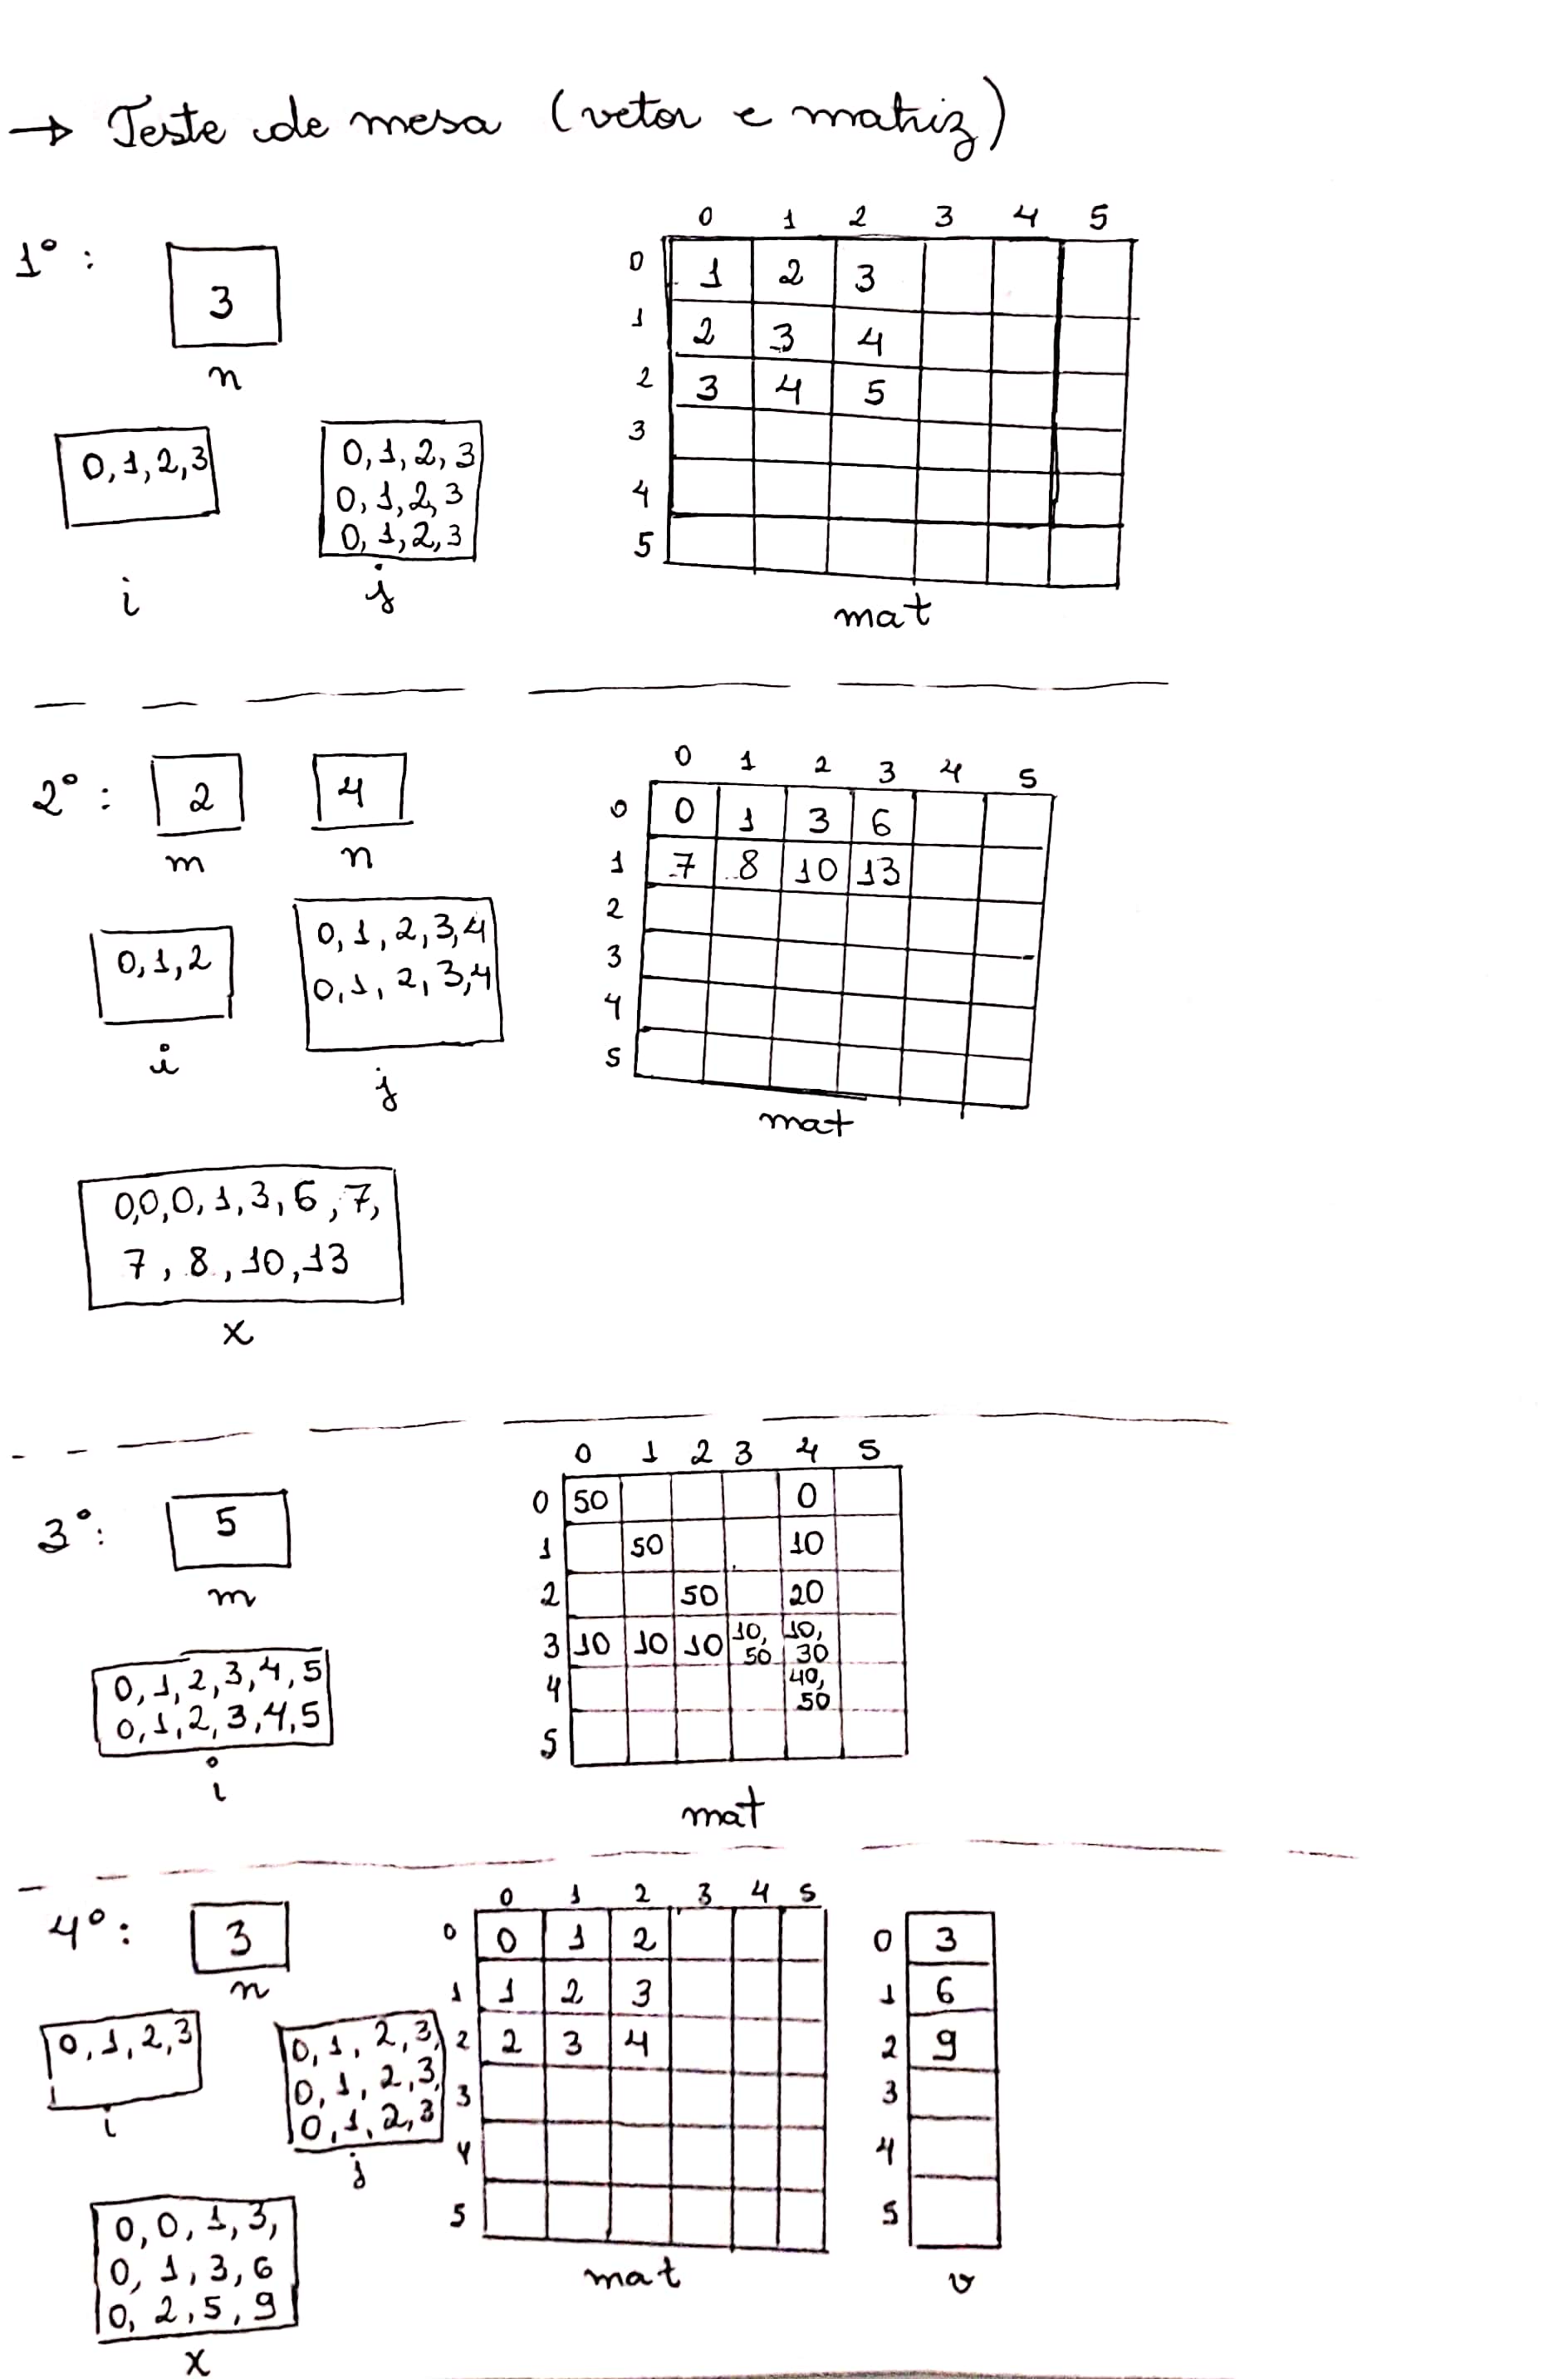 → Teste de mesa (vetor e matriz)
1º:
3
n
0, 1, 2, 3
i
0, 1, 2, 3
0, 1, 2, 3
0, 1, 2, 3
j
0 1 2 3 4 5
0 1 2 3
1 2 3 4
2 3 4 5
3
4
5
mat
2º:
2
m
4
n
0, 1, 2
i
0, 1, 2, 3, 4
0, 1, 2, 3, 4
j
0 1 2 3 4 5
0 0 1 3 6
1 7 8 10 13
2
3
4
5
mat
0, 0, 0, 1, 3, 6, 7,
7, 8, 10, 13
x
3º:
5
m
0, 1, 2, 3, 4, 5
0, 1, 2, 3, 4, 5
i
0 1 2 3 4 5
0 50 0
1 50 10
2 50 20
3 10 10 10 10, 50 10, 30
4 40, 50
5
mat
4º:
3
n
0, 1, 2, 3
i
0, 1, 2, 3,
0, 1, 2, 3,
0, 1, 2, 3
j
0, 0, 1, 3,
0, 1, 3, 6
0, 2, 5, 9
x
0 1 2 3 4 5
0 0 1 2
1 1 2 3
2 2 3 4
3
4
5
mat
0 3
1 6
2 9
3
4
5
v